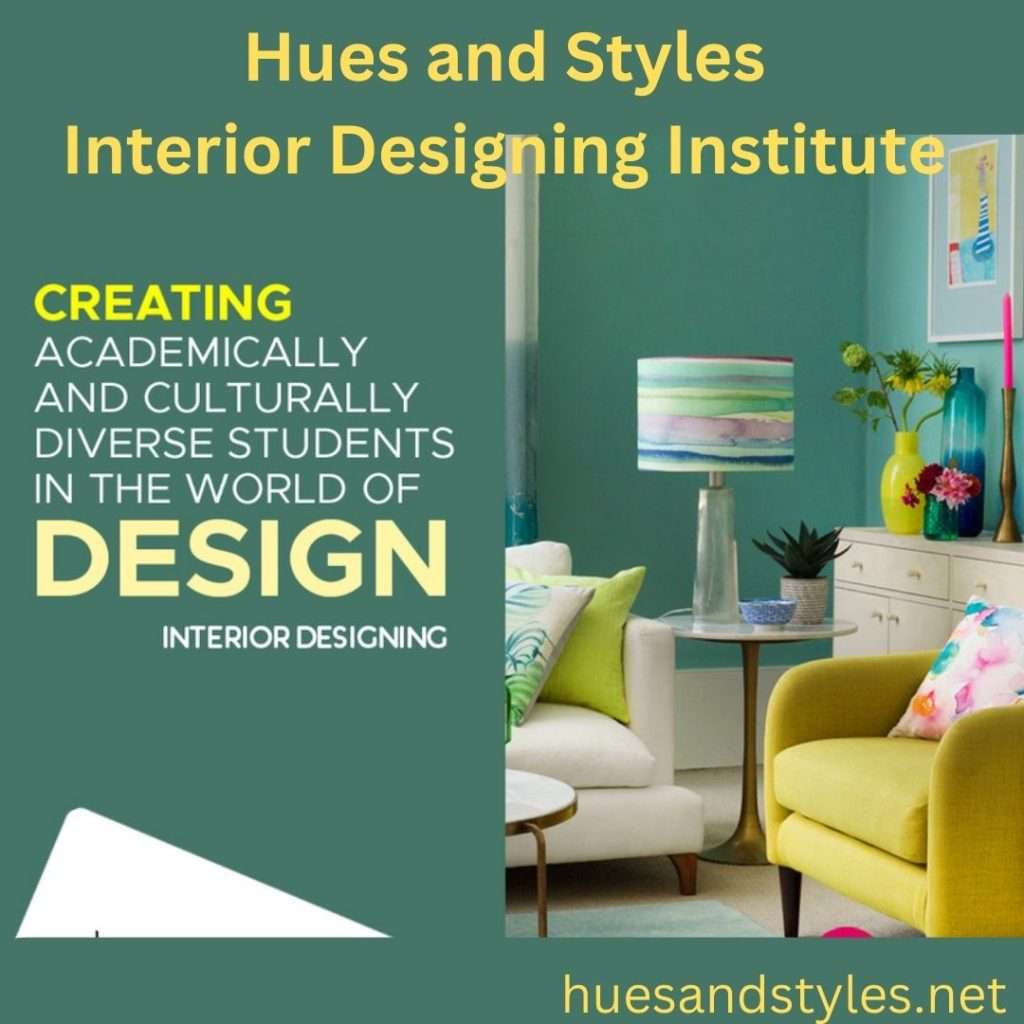 Hues and Styles
Interior Designing Institute
CREATING
ACADEMICALLY
AND CULTURALLY
DIVERSE STUDENTS
IN THE WORLD OF
DESIGN
INTERIOR DESIGNING
huesandstyles.net